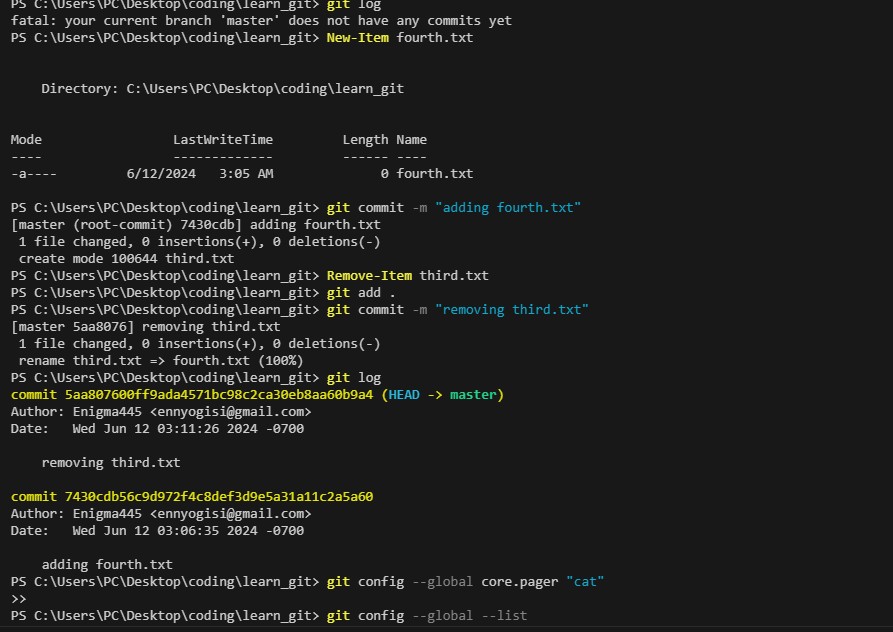 PS C:\Users\PC\Desktop\coding\learn_git> git log
fatal: your current branch 'master' does not have any commits yet
PS C:\Users\PC\Desktop\coding\learn_git> New-Item fourth.txt
Directory: C:\Users\PC\Desktop\coding\learn_git
Mode LastWriteTime Length Name
---- ------------- ------ ----
-a---- 6/12/2024 3:05 AM 0 fourth.txt
PS C:\Users\PC\Desktop\coding\learn_git> git commit -m "adding fourth.txt"
[master (root-commit) 7430cdb] adding fourth.txt
1 file changed, 0 insertions(+), 0 deletions(-)
create mode 100644 third.txt
PS C:\Users\PC\Desktop\coding\learn_git> Remove-Item third.txt
PS C:\Users\PC\Desktop\coding\learn_git> git add .
PS C:\Users\PC\Desktop\coding\learn_git> git commit -m "removing third.txt"
[master 5aa8076] removing third.txt
1 file changed, 0 insertions(+), 0 deletions(-)
rename third.txt => fourth.txt (100%)
PS C:\Users\PC\Desktop\coding\learn_git> git log
commit 5aa807600ff9ada4571bc98c2ca30eb8aa60b9a4 (HEAD -> master)
Author: Enigma445 <ennyogisi@gmail.com>
Date: Wed Jun 12 03:11:26 2024 -0700
removing third.txt
commit 7430cdb56c9d972f4c8def3d9e5a31a11c2a5a60
Author: Enigma445 <ennyogisi@gmail.com>
Date: Wed Jun 12 03:06:35 2024 -0700
adding fourth.txt
PS C:\Users\PC\Desktop\coding\learn_git> git config --global core.pager "cat"
>>
PS C:\Users\PC\Desktop\coding\learn_git> git config --global --list